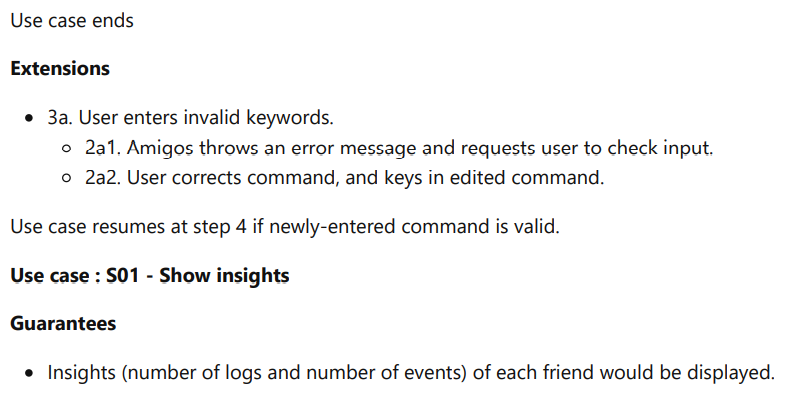 Use case ends
Extensions
3a. User enters invalid keywords.
2a1. Amigos throws an error message and requests user to check input.
2a2. User corrects command, and keys in edited command.
Use case resumes at step 4 if newly-entered command is valid.
Use case : S01 - Show insights
Guarantees
Insights (number of logs and number of events) of each friend would be displayed.